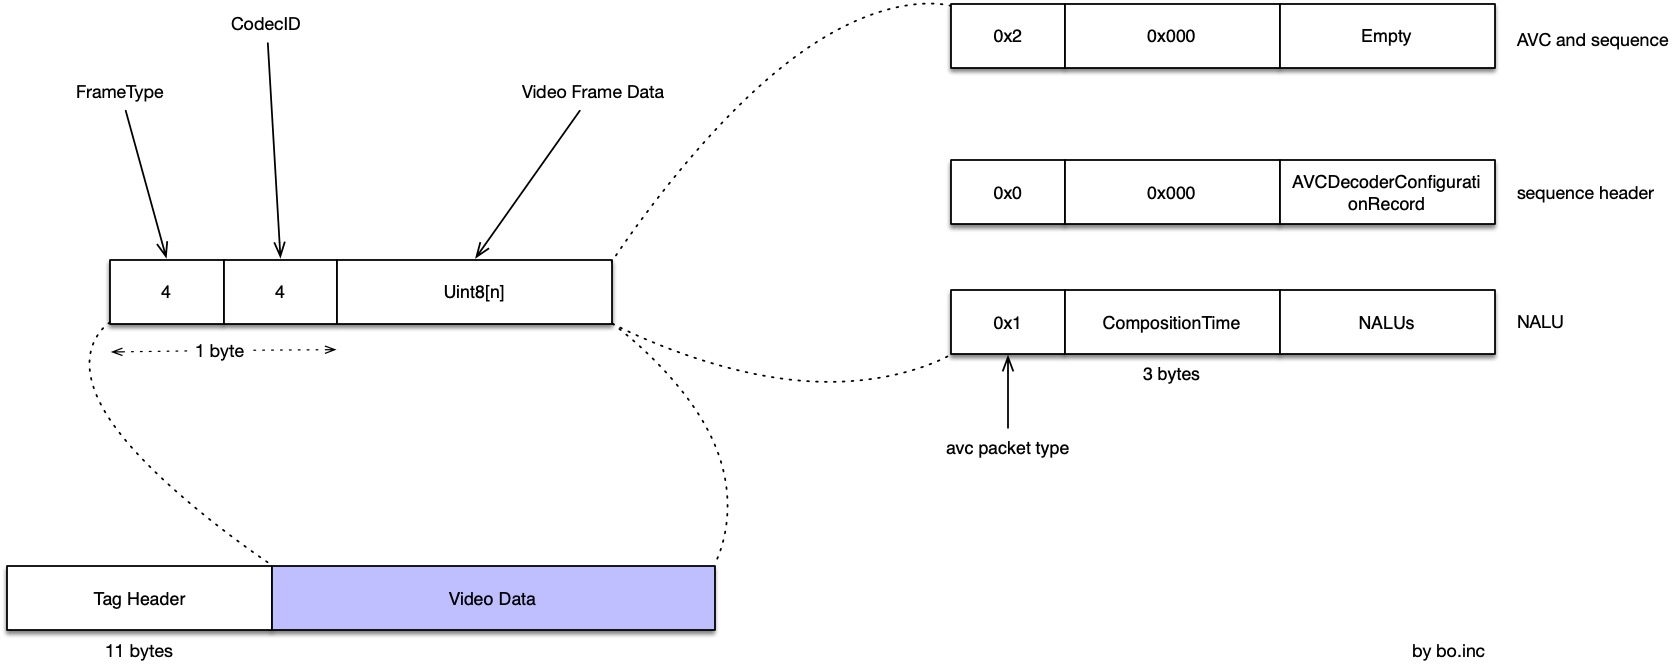 CodecID
FrameType
Video Frame Data
4
4
Uint8[n]
1 byte
0x2
0x000
Empty
AVC and sequence
0x0
0x000
AVCDecoderConfigurati
onRecord
sequence header
0x1
CompositionTime
NALUs
NALU
3 bytes
avc packet type
Tag Header
Video Data
11 bytes
by bo.inc